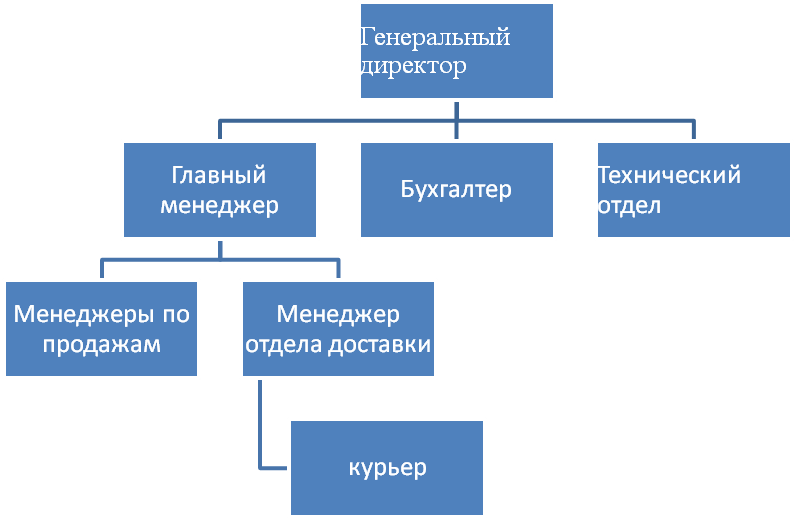 Генеральный
директор
Главный
менеджер
Бухгалтер
Технический
отдел
Менеджеры по
продажам
Менеджер
отдела доставки
курьер